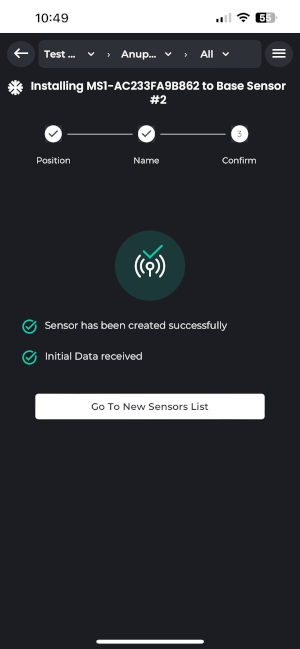 10:49
55
Test ...
Anup...
All
Installing MS1-AC233FA9B862 to Base Sensor
#2
3
Position
Name
Confirm
Sensor has been created successfully
Initial Data received
Go To New Sensors List